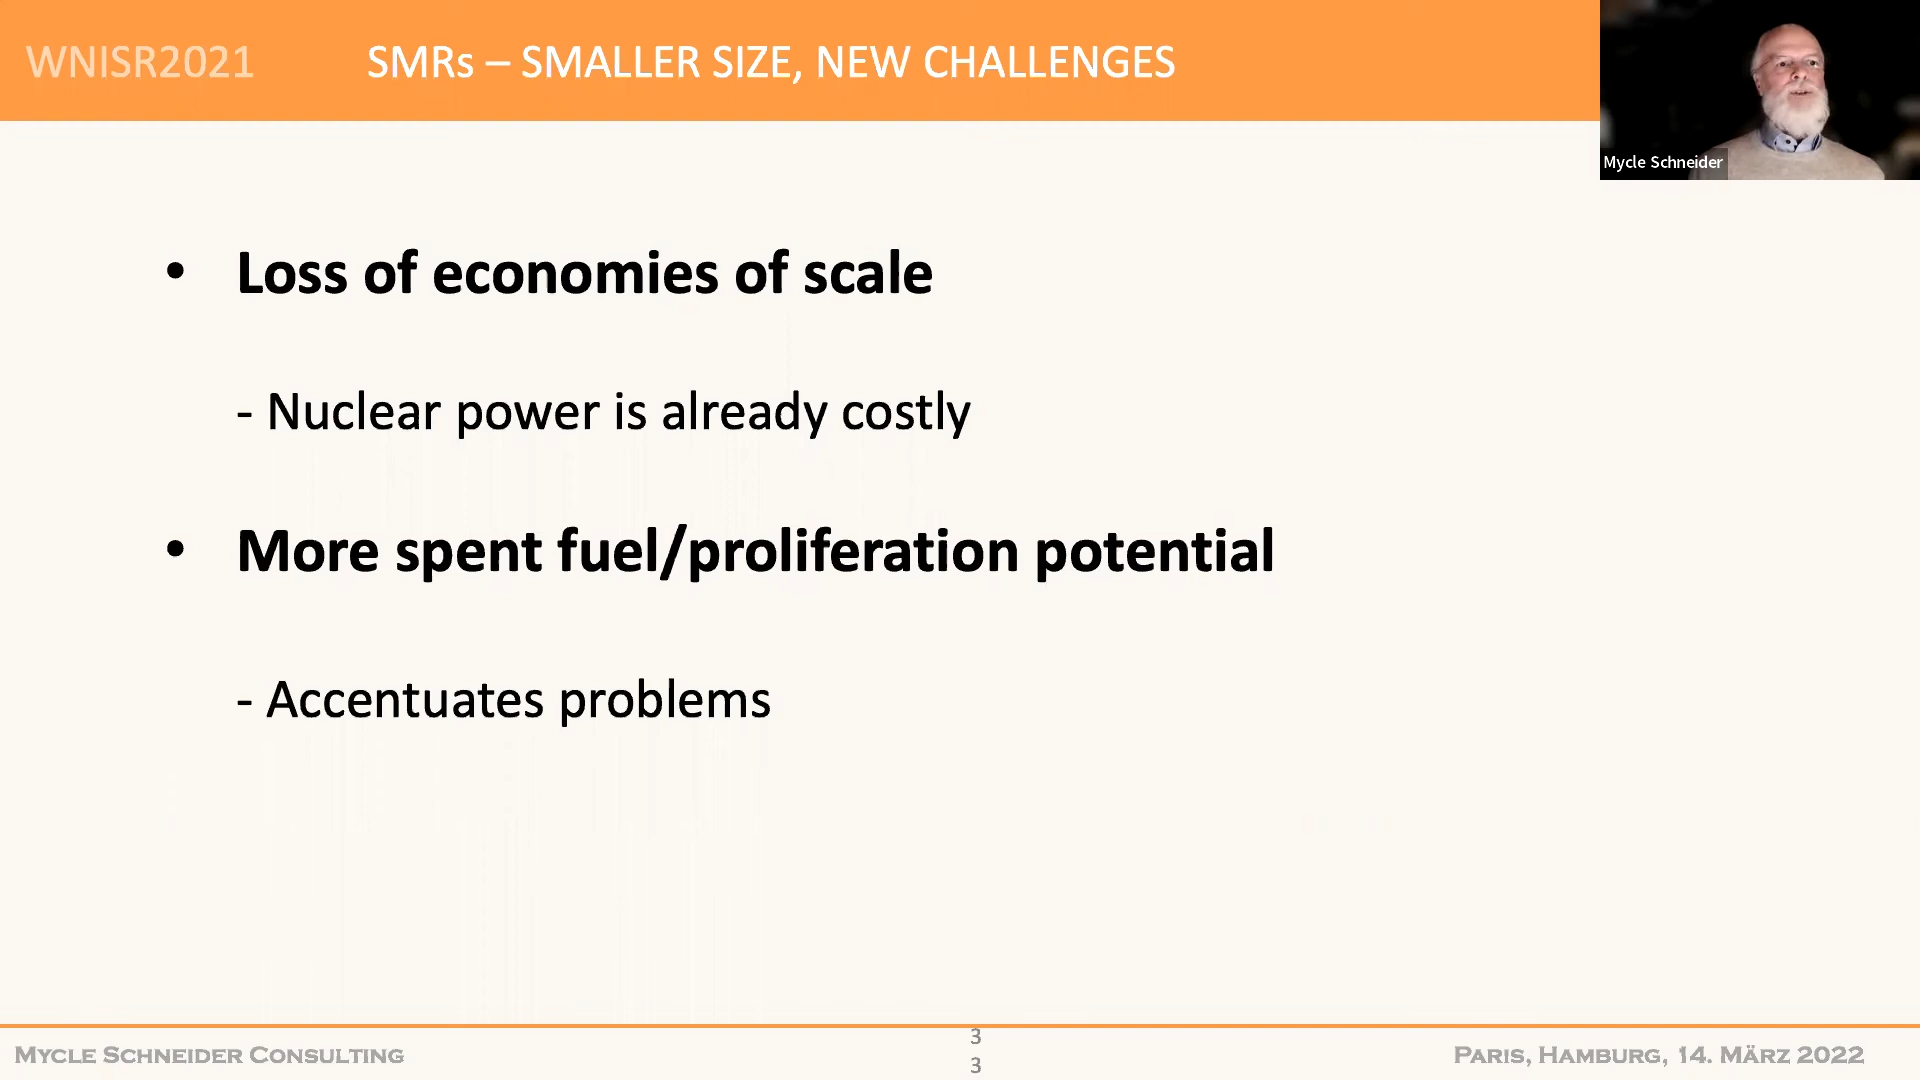 WNISR2021 SMRs – SMALLER SIZE, NEW CHALLENGES
Mycle Schneider
• Loss of economies of scale
- Nuclear power is already costly
• More spent fuel/proliferation potential
- Accentuates problems
3
3
MYCLE SCHNEIDER CONSULTING
PARIS, HAMBURG, 14. MÄRZ 2022